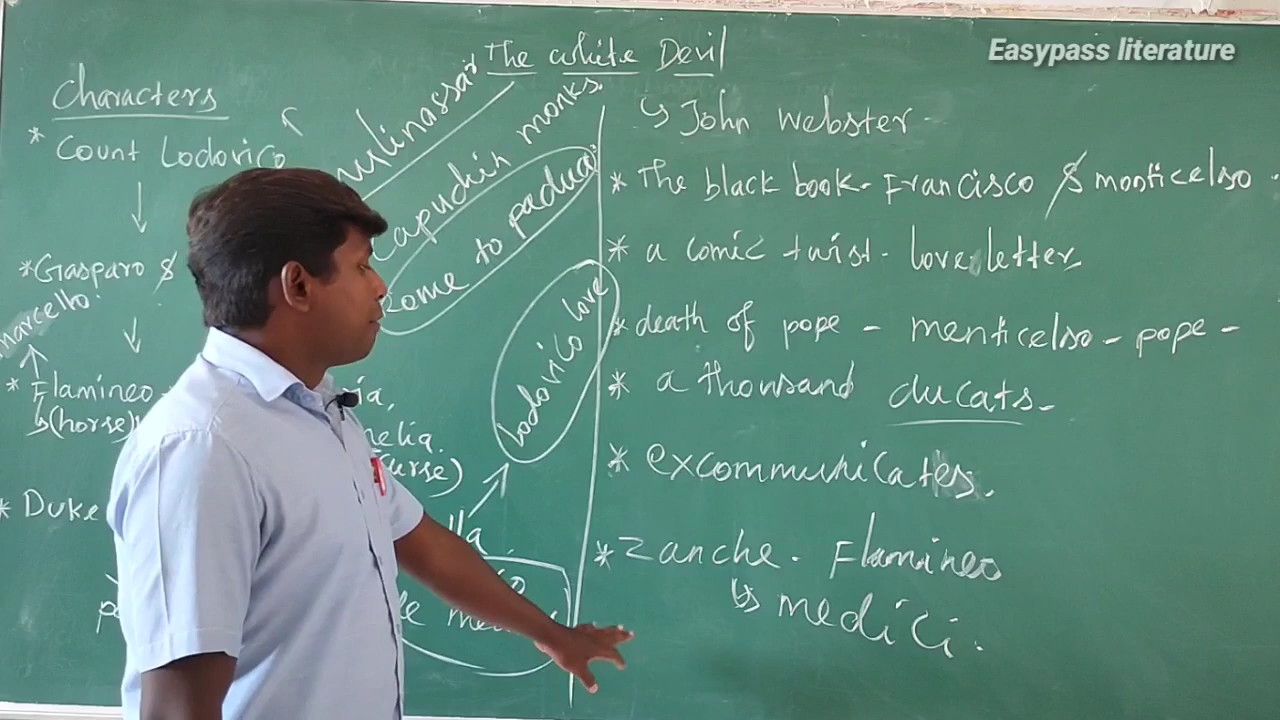 Easypass literature
The White Devil
Characters
* Count Lodovico
*Gasparo &
marcello.
* Flamineo
(horse)
* Duke
mulinassar
Capuchin monks.
Rome to padua
lodovico love
John Webster.
* The black book - Francisco & monticelso.
* a comic twist - love letter
* death of pope - menticelso - pope -
* a thousand ducats.
* excommunicates.
* Zanche. Flamineo
medici.